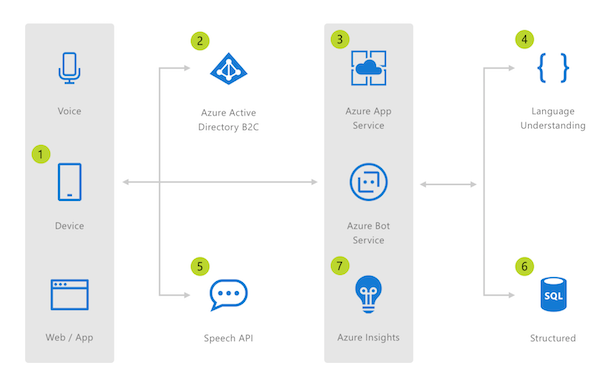 Voice
1
Device
Web / App
2
Azure Active
Directory B2C
5
Speech API
3
Azure App
Service
Azure Bot
Service
7
Azure Insights
4
{ }
Language
Understanding
6
SQL
Structured